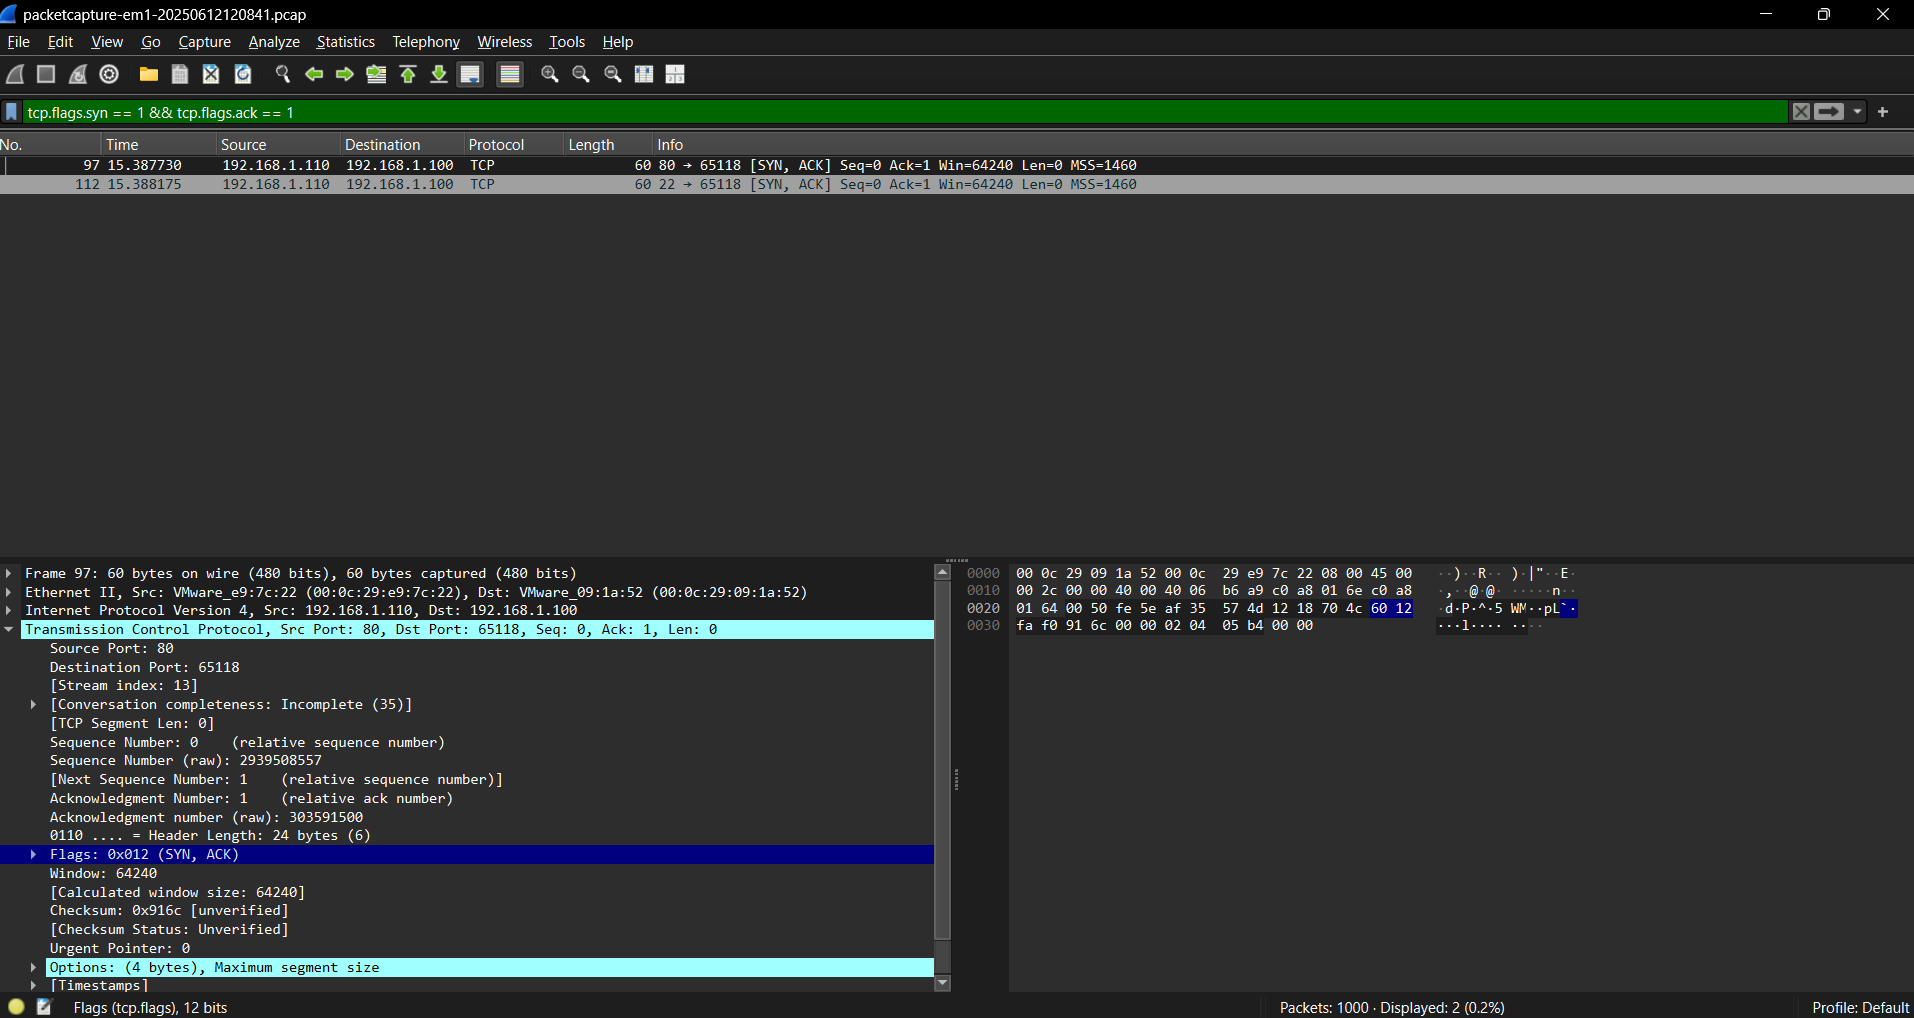 packetcapture-em1-20250612120841.pcap
File Edit View Go Capture Analyze Statistics Telephony Wireless Tools Help
tcp.flags.syn == 1 && tcp.flags.ack == 1
No. Time Source Destination Protocol Length Info
97 15.387730 192.168.1.110 192.168.1.100 TCP 60 80 → 65118 [SYN, ACK] Seq=0 Ack=1 Win=64240 Len=0 MSS=1460
112 15.388175 192.168.1.110 192.168.1.100 TCP 60 22 → 65118 [SYN, ACK] Seq=0 Ack=1 Win=64240 Len=0 MSS=1460
Frame 97: 60 bytes on wire (480 bits), 60 bytes captured (480 bits)
Ethernet II, Src: VMware_e9:7c:22 (00:0c:29:e9:7c:22), Dst: VMware_09:1a:52 (00:0c:29:09:1a:52)
Internet Protocol Version 4, Src: 192.168.1.110, Dst: 192.168.1.100
Transmission Control Protocol, Src Port: 80, Dst Port: 65118, Seq: 0, Ack: 1, Len: 0
Source Port: 80
Destination Port: 65118
[Stream index: 13]
[Conversation completeness: Incomplete (35)]
[TCP Segment Len: 0]
Sequence Number: 0 (relative sequence number)
Sequence Number (raw): 2939508557
[Next Sequence Number: 1 (relative sequence number)]
Acknowledgment Number: 1 (relative ack number)
Acknowledgment number (raw): 303591500
0110 .... = Header Length: 24 bytes (6)
Flags: 0x012 (SYN, ACK)
Window: 64240
[Calculated window size: 64240]
Checksum: 0x916c [unverified]
[Checksum Status: Unverified]
Urgent Pointer: 0
Options: (4 bytes), Maximum segment size
[Timestamps]
0000 00 0c 29 09 1a 52 00 0c 29 e9 7c 22 08 00 45 00 ··)··R·· )·|"··E·
0010 00 2c 00 00 40 00 40 06 b6 a9 c0 a8 01 6e c0 a8 ·,··@·@· ·····n··
0020 01 64 00 50 fe 5e af 35 57 4d 12 18 70 4c 60 12 ·d·P·^·5 WM··pL`·
0030 fa f0 91 6c 00 00 02 04 05 b4 00 00 ···l···· ····
Flags (tcp.flags), 12 bits
Packets: 1000 · Displayed: 2 (0.2%)
Profile: Default